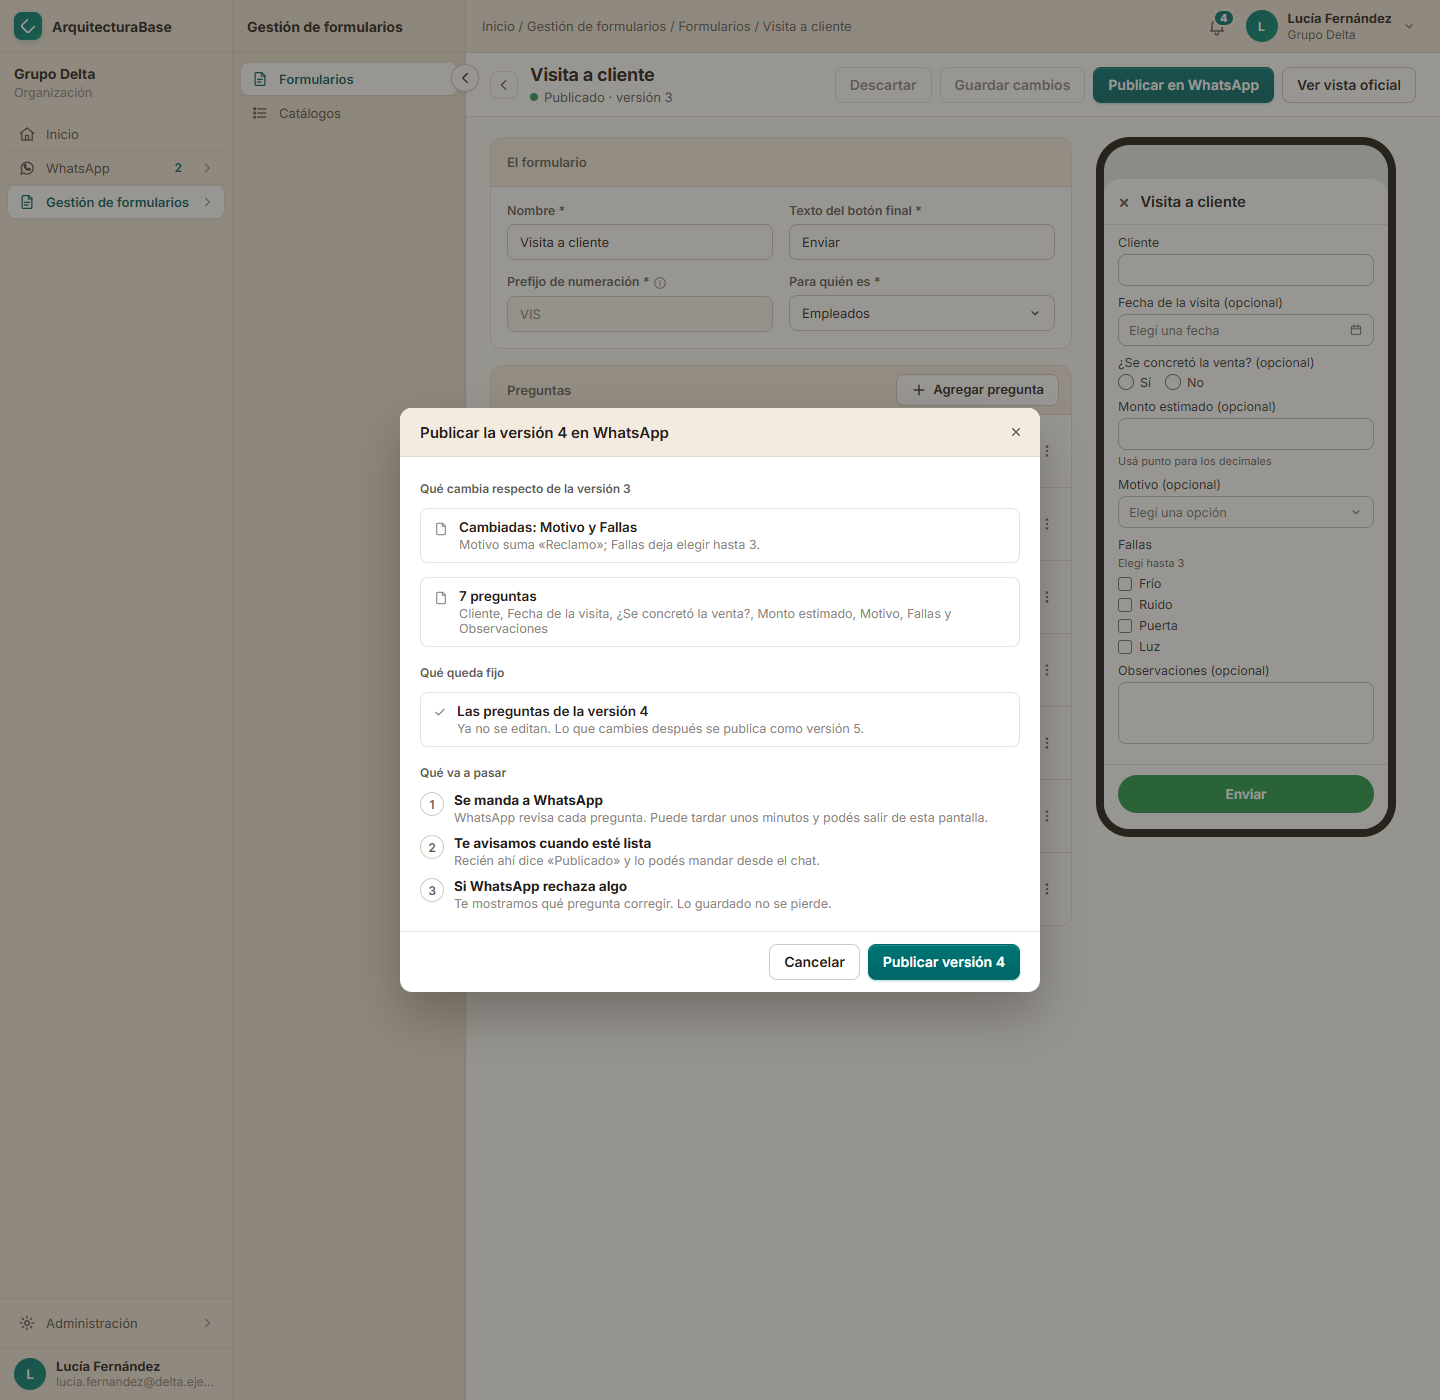 ArquitecturaBase
Grupo Delta
Organización
Inicio
WhatsApp 2
Gestión de formularios
Administración
L
Lucía Fernández
lucia.fernandez@delta.eje...
Gestión de formularios
Formularios
Catálogos
Inicio / Gestión de formularios / Formularios / Visita a cliente
4
L
Lucía Fernández
Grupo Delta
Visita a cliente
Publicado · versión 3
Descartar
Guardar cambios
Publicar en WhatsApp
Ver vista oficial
El formulario
Nombre *
Visita a cliente
Texto del botón final *
Enviar
Prefijo de numeración *
VIS
Para quién es *
Empleados
Preguntas
Agregar pregunta
Publicar la versión 4 en WhatsApp
Qué cambia respecto de la versión 3
Cambiadas: Motivo y Fallas
Motivo suma «Reclamo»; Fallas deja elegir hasta 3.
7 preguntas
Cliente, Fecha de la visita, ¿Se concretó la venta?, Monto estimado, Motivo, Fallas y
Observaciones
Qué queda fijo
Las preguntas de la versión 4
Ya no se editan. Lo que cambies después se publica como versión 5.
Qué va a pasar
1
Se manda a WhatsApp
WhatsApp revisa cada pregunta. Puede tardar unos minutos y podés salir de esta pantalla.
2
Te avisamos cuando esté lista
Recién ahí dice «Publicado» y lo podés mandar desde el chat.
3
Si WhatsApp rechaza algo
Te mostramos qué pregunta corregir. Lo guardado no se pierde.
Cancelar
Publicar versión 4
Visita a cliente
Cliente
Fecha de la visita (opcional)
Elegí una fecha
¿Se concretó la venta? (opcional)
Sí No
Monto estimado (opcional)
Usá punto para los decimales
Motivo (opcional)
Elegí una opción
Fallas
Elegí hasta 3
Frío
Ruido
Puerta
Luz
Observaciones (opcional)
Enviar